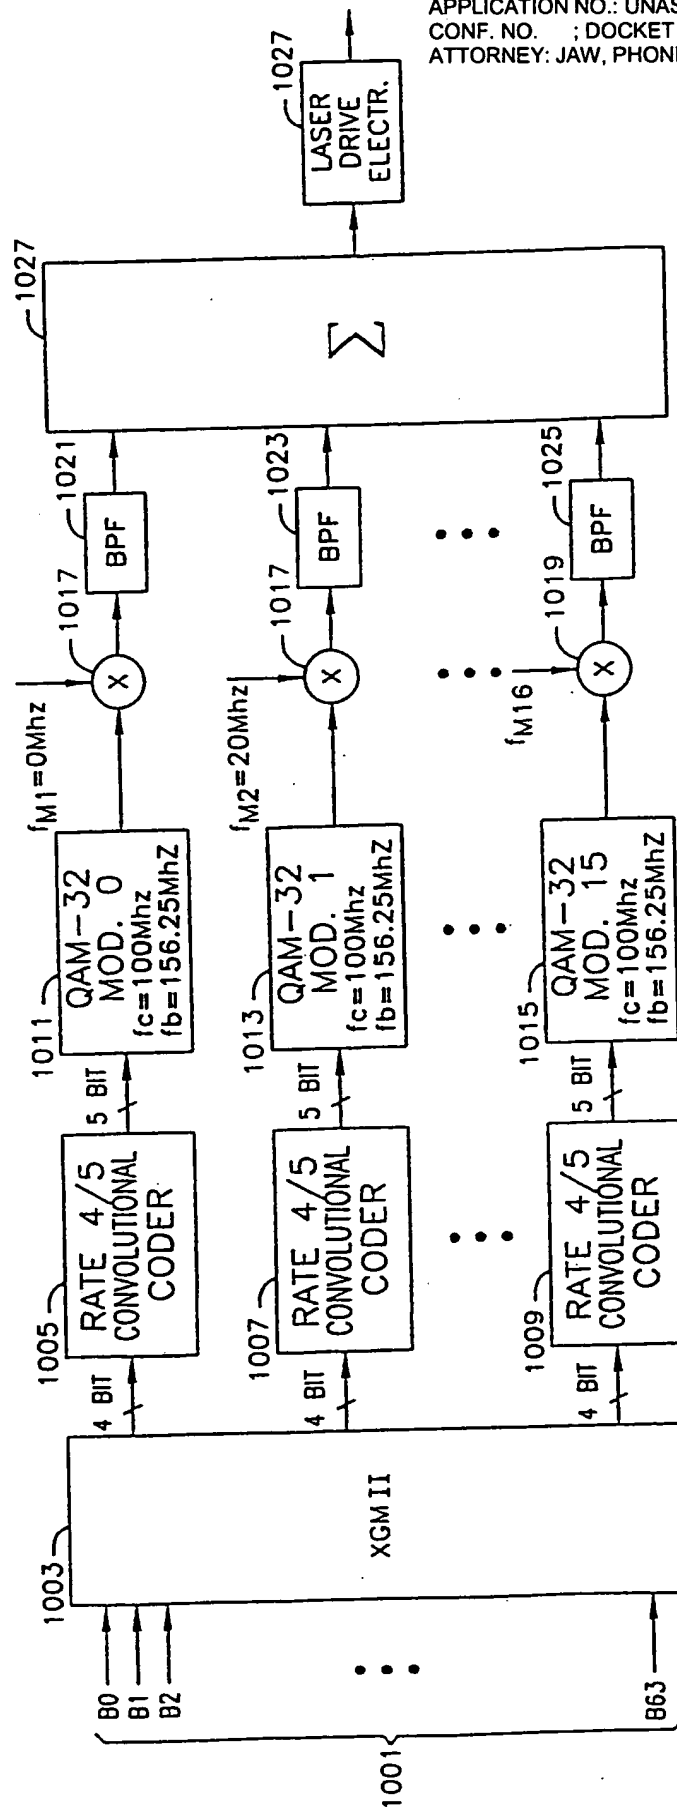 APPLICATION NO.: UNAS
CONF. NO. ; DOCKET
ATTORNEY: JAW, PHON
1001
B0
B1
B2
B63
1003
XGM II
4 BIT
4 BIT
4 BIT
1005
RATE 4/5
CONVOLUTIONAL
CODER
1007
RATE 4/5
CONVOLUTIONAL
CODER
1009
RATE 4/5
CONVOLUTIONAL
CODER
5 BIT
5 BIT
5 BIT
1011
QAM-32
MOD. 0
fc=100Mhz
fb=156.25MhZ
1013
QAM-32
MOD. 1
fc=100Mhz
fb=156.25MhZ
1015
QAM-32
MOD. 15
fc=100Mhz
fb=156.25MhZ
fM1=0Mhz
1017
X
fM2=20Mhz
1017
X
fM16
1019
X
1021
BPF
1023
BPF
1025
BPF
1027
Σ
1027
LASER
DRIVE
ELECTR.